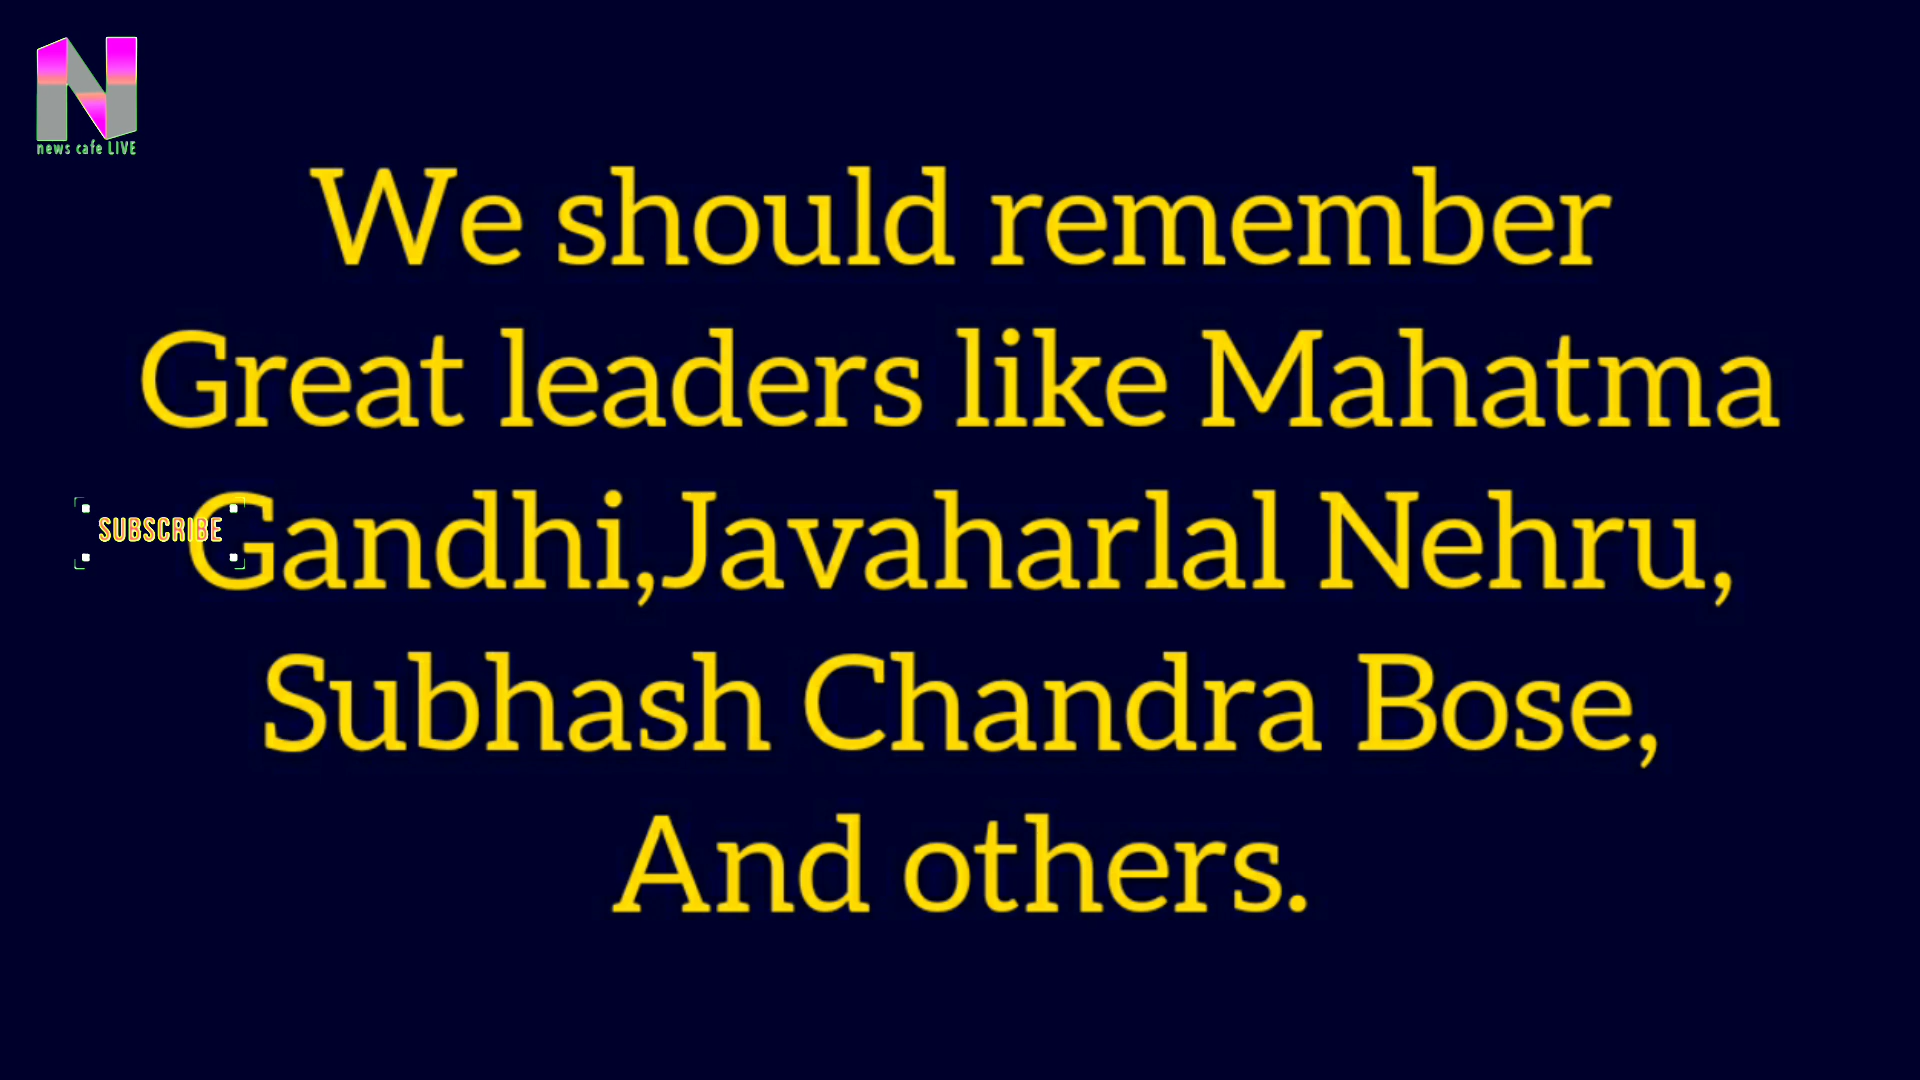 news cafe LIVE
We should remember
Great leaders like Mahatma
Gandhi,Javaharlal Nehru,
SUBSCRIBE
Subhash Chandra Bose,
And others.